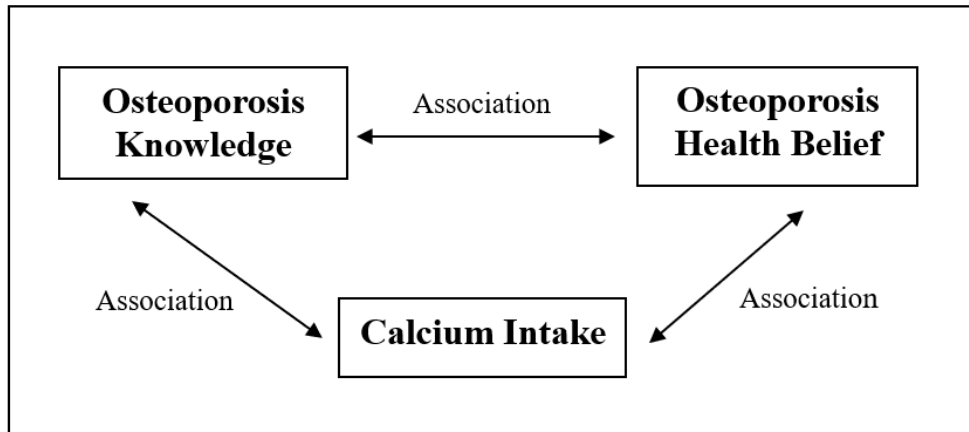 Osteoporosis
Knowledge
Association
Osteoporosis
Health Belief
Association
Calcium Intake
Association